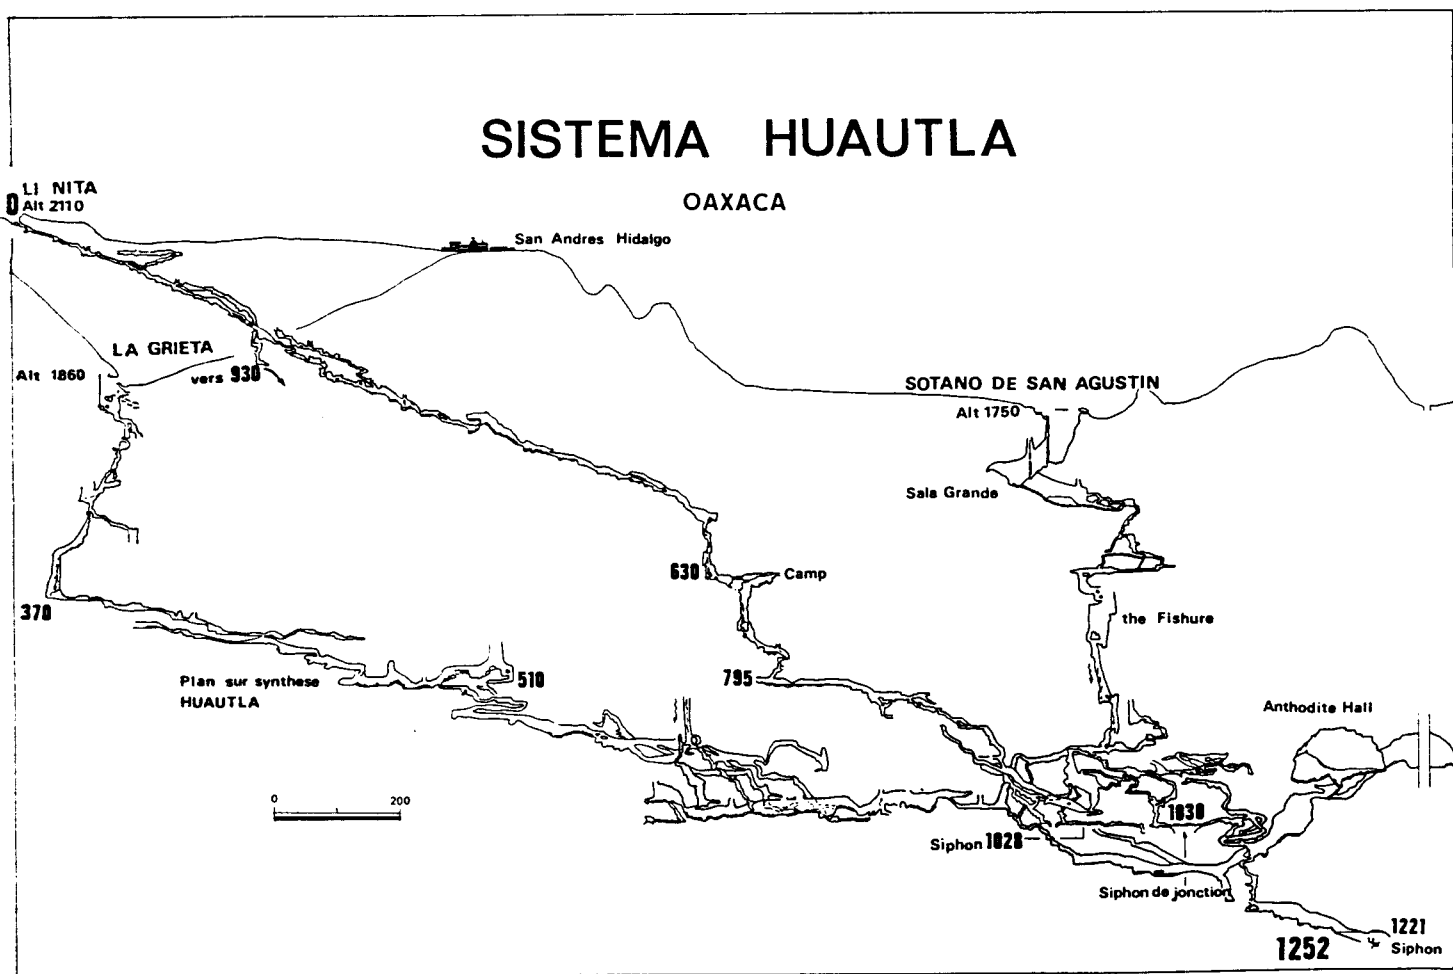 SISTEMA HUAUTLA
OAXACA
0
LI NITA
Alt 2110
San Andres Hidalgo
LA GRIETA
Alt 1860
vers 930
SOTANO DE SAN AGUSTIN
Alt 1750
Sala Grande
630
Camp
370
the Fishure
Plan sur synthese
HUAUTLA
510
795
Anthodite Hall
0 200
1030
Siphon 1028
Siphon de jonction
1221
Siphon
1252